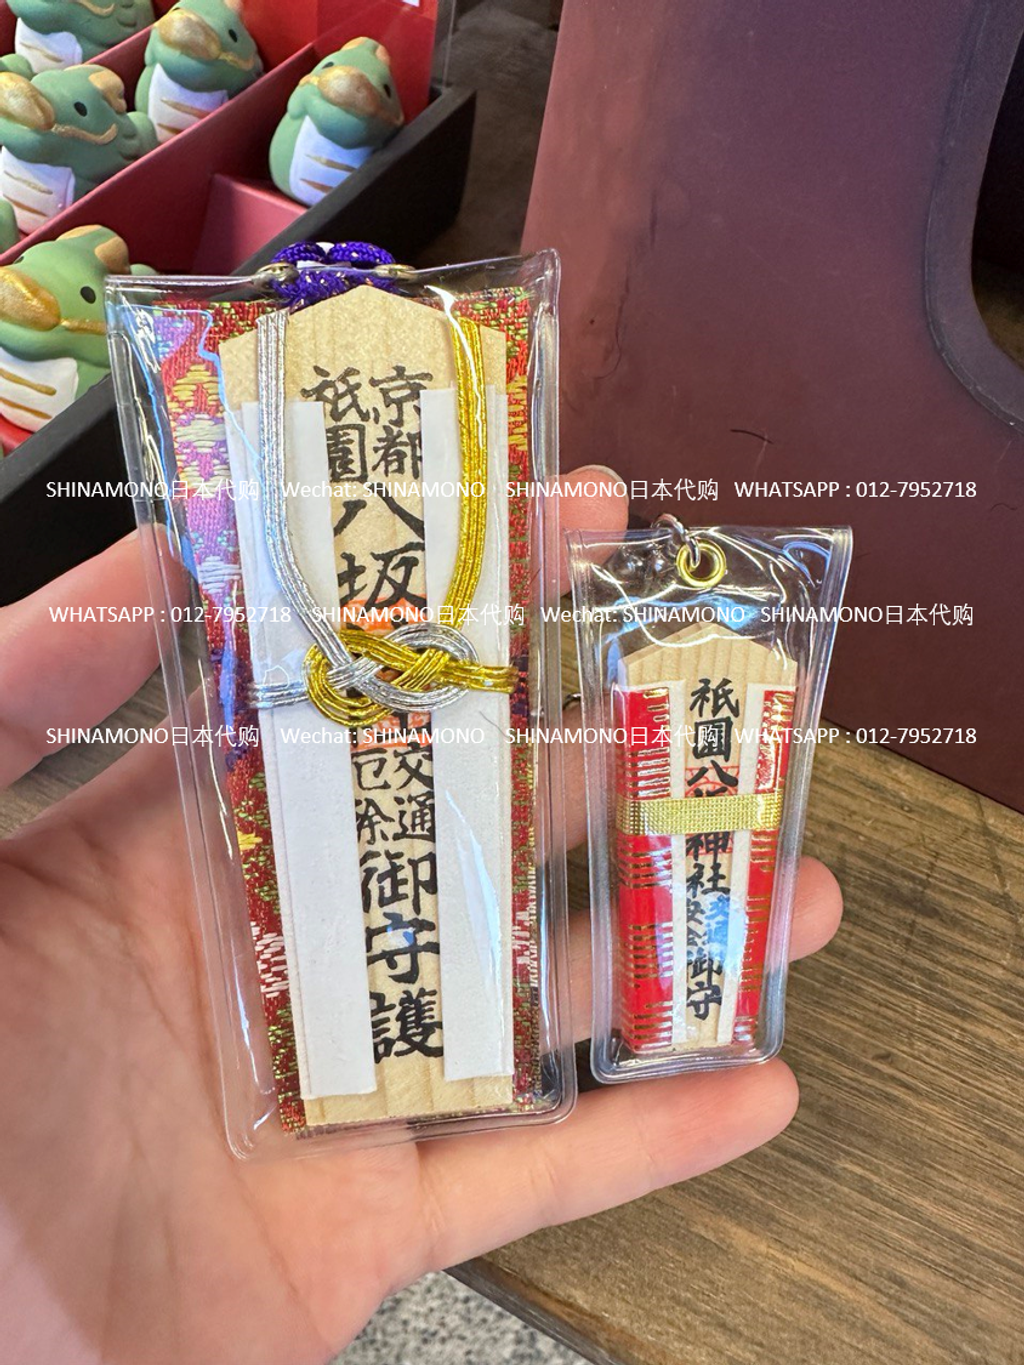 京都
祇園
八坂
交通
厄除
御守護
SHINAMONO日本代购 Wechat: SHINAMONO SHINAMONO日本代购 WHATSAPP : 012-7952718
WHATSAPP : 012-7952718 SHINAMONO日本代购 Wechat: SHINAMONO SHINAMONO日本代购
SHINAMONO日本代购 Wechat: SHINAMONO SHINAMONO日本代购 WHATSAPP : 012-7952718
祇園八坂神社
御守